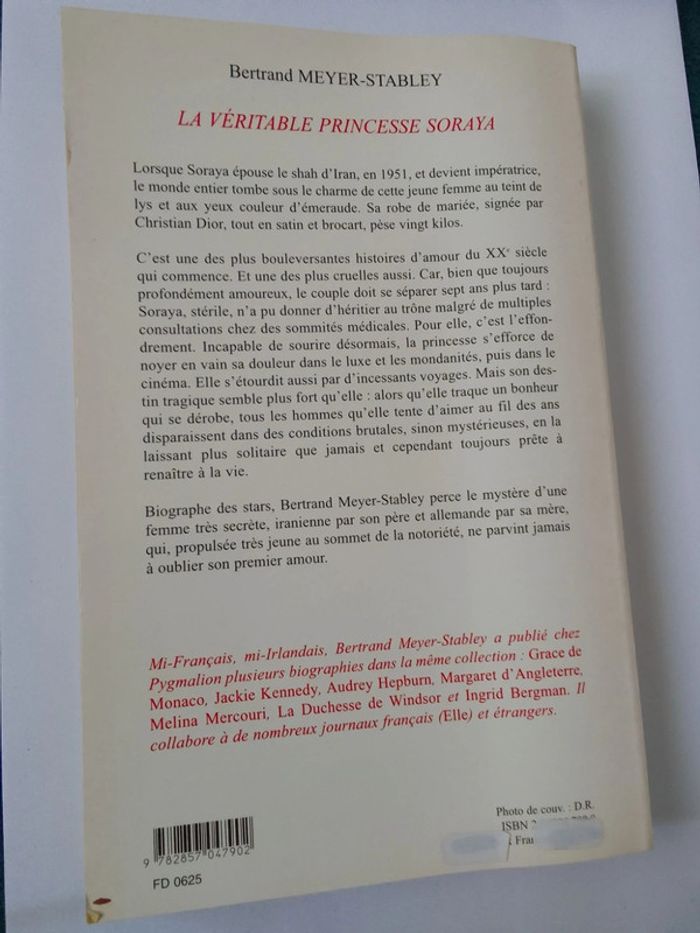 Bertrand MEYER-STABLEY
LA VÉRITABLE PRINCESSE SORAYA
Lorsque Soraya épouse le shah d'Iran, en 1951, et devient impératrice,
le monde entier tombe sous le charme de cette jeune femme au teint de
lys et aux yeux couleur d'émeraude. Sa robe de mariée, signée par
Christian Dior, tout en satin et brocart, pèse vingt kilos.
C'est une des plus bouleversantes histoires d'amour du XXe siècle
qui commence. Et une des plus cruelles aussi. Car, bien que toujours
profondément amoureux, le couple doit se séparer sept ans plus tard :
Soraya, stérile, n'a pu donner d'héritier au trône malgré de multiples
consultations chez des sommités médicales. Pour elle, c'est l'effon-
drement. Incapable de sourire désormais, la princesse s'efforce de
noyer en vain sa douleur dans le luxe et les mondanités, puis dans le
cinéma. Elle s'étourdit aussi par d'incessants voyages. Mais son des-
tin tragique semble plus fort qu'elle : alors qu'elle traque un bonheur
qui se dérobe, tous les hommes qu'elle tente d'aimer au fil des ans
disparaissent dans des conditions brutales, sinon mystérieuses, en la
laissant plus solitaire que jamais et cependant toujours prête à
renaître à la vie.
Biographe des stars, Bertrand Meyer-Stabley perce le mystère d'une
femme très secrète, iranienne par son père et allemande par sa mère,
qui, propulsée très jeune au sommet de la notoriété, ne parvint jamais
à oublier son premier amour.
Mi-Français, mi-Irlandais, Bertrand Meyer-Stabley a publié chez
Pygmalion plusieurs biographies dans la même collection : Grace de
Monaco, Jackie Kennedy, Audrey Hepburn, Margaret d'Angleterre,
Melina Mercouri, La Duchesse de Windsor et Ingrid Bergman. Il
collabore à de nombreux journaux français (Elle) et étrangers.
Photo de couv. : D.R.
ISBN
9 782857 047902
FD 0625